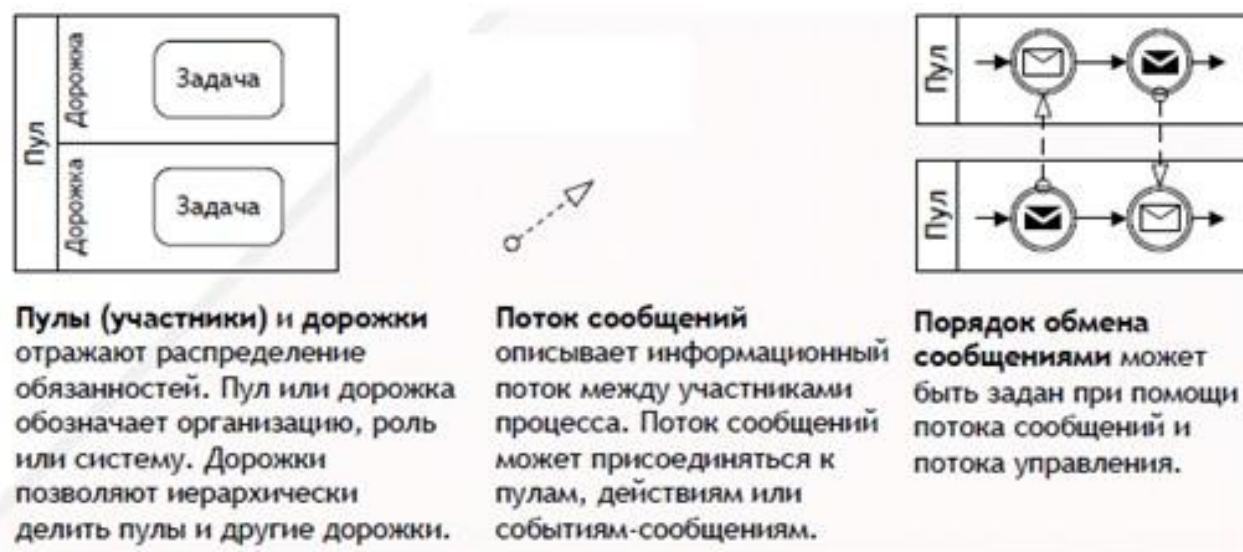 Пул
Дорожка
Задача
Дорожка
Задача
Пул
Пул
Пулы (участники) и дорожки
отражают распределение
обязанностей. Пул или дорожка
обозначает организацию, роль
или систему. Дорожки
позволяют иерархически
делить пулы и другие дорожки.
Поток сообщений
описывает информационный
поток между участниками
процесса. Поток сообщений
может присоединяться к
пулам, действиям или
событиям-сообщениям.
Порядок обмена
сообщениями может
быть задан при помощи
потока сообщений и
потока управления.